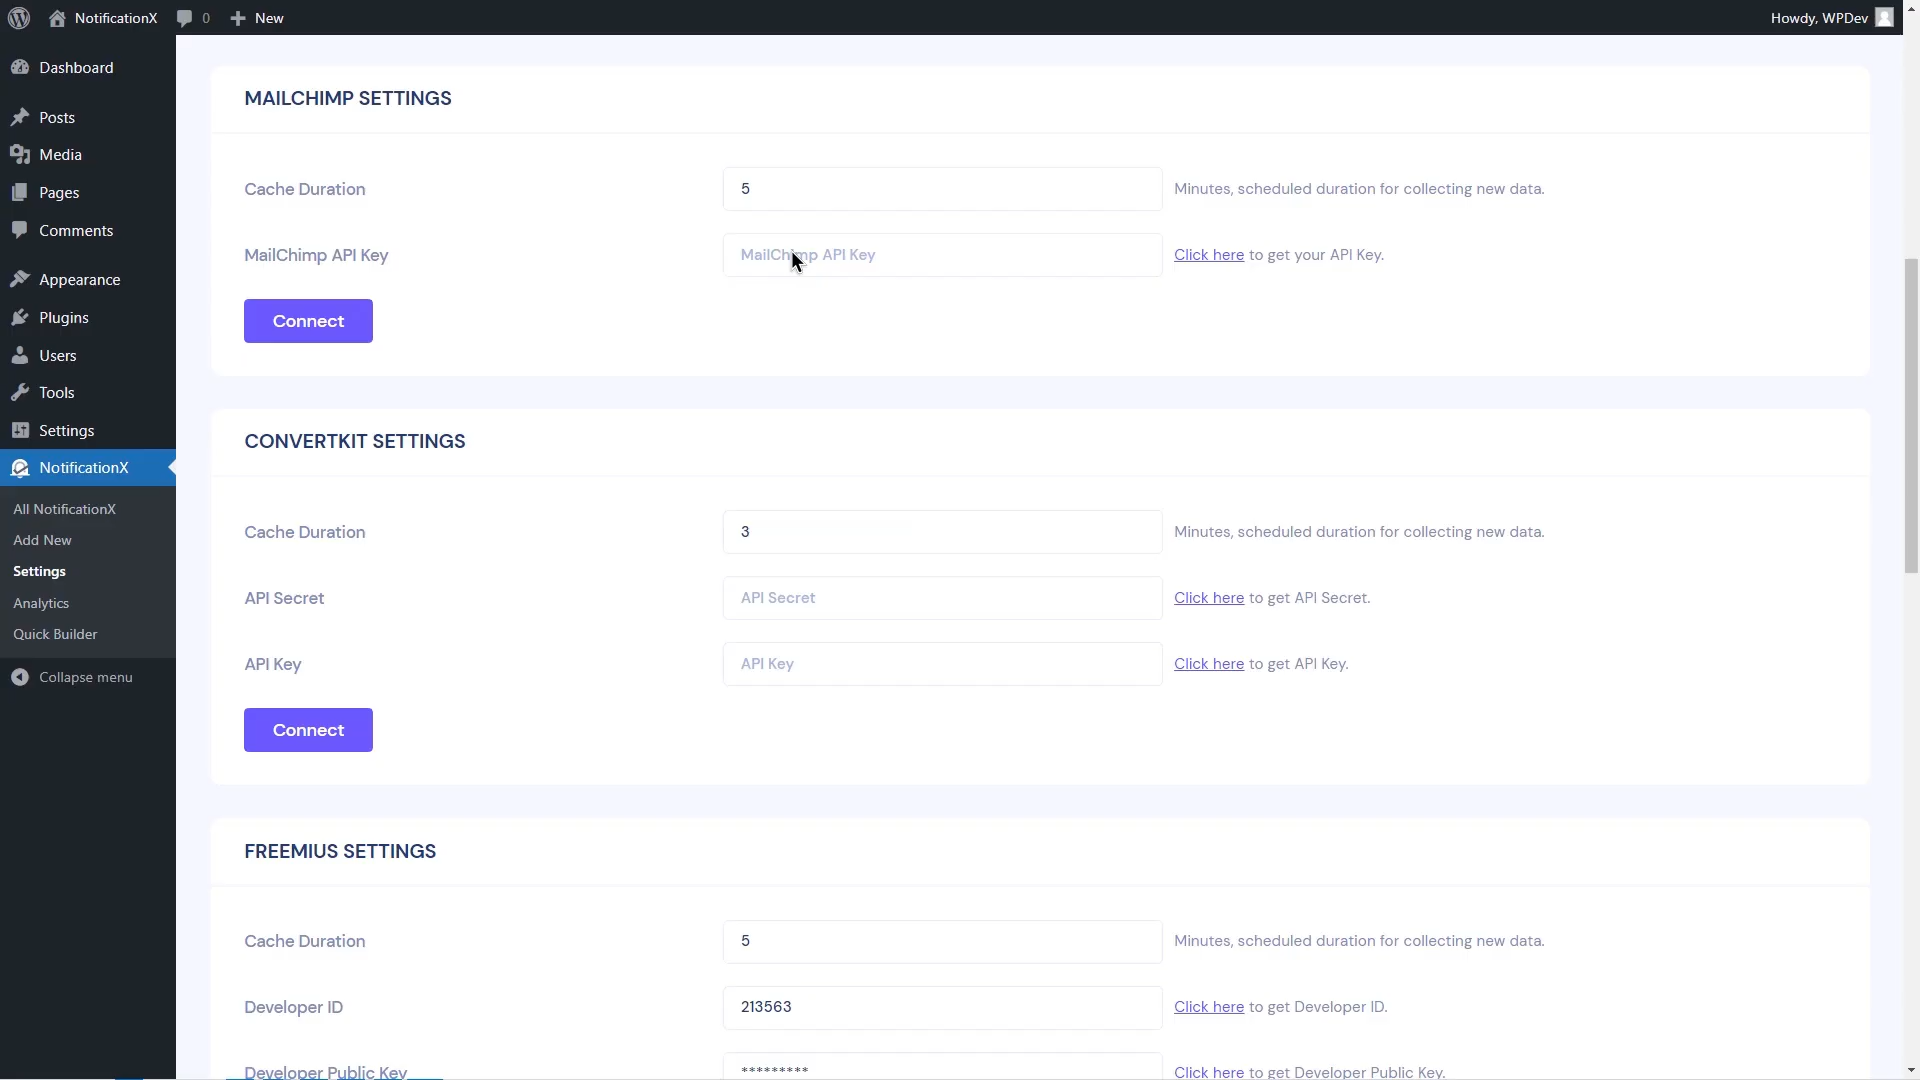 NotificationX 0 New Howdy, WPDev
Dashboard
Posts
Media
Pages
Comments
Appearance
Plugins
Users
Tools
Settings
NotificationX
All NotificationX
Add New
Settings
Analytics
Quick Builder
Collapse menu
MAILCHIMP SETTINGS
Cache Duration 5 Minutes, scheduled duration for collecting new data.
MailChimp API Key MailChimp API Key Click here to get your API Key.
Connect
CONVERTKIT SETTINGS
Cache Duration 3 Minutes, scheduled duration for collecting new data.
API Secret API Secret Click here to get API Secret.
API Key API Key Click here to get API Key.
Connect
FREEMIUS SETTINGS
Cache Duration 5 Minutes, scheduled duration for collecting new data.
Developer ID 213563 Click here to get Developer ID.
Developer Public Key ********* Click here to get Developer Public Key.